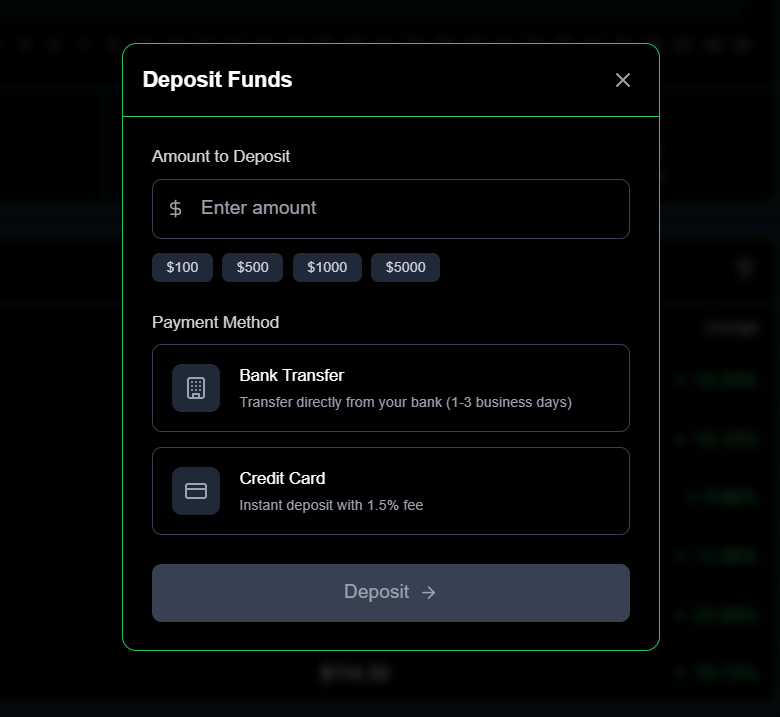 Deposit Funds
Amount to Deposit
$ Enter amount
$100 $500 $1000 $5000
Payment Method
Bank Transfer
Transfer directly from your bank (1-3 business days)
Credit Card
Instant deposit with 1.5% fee
Deposit →